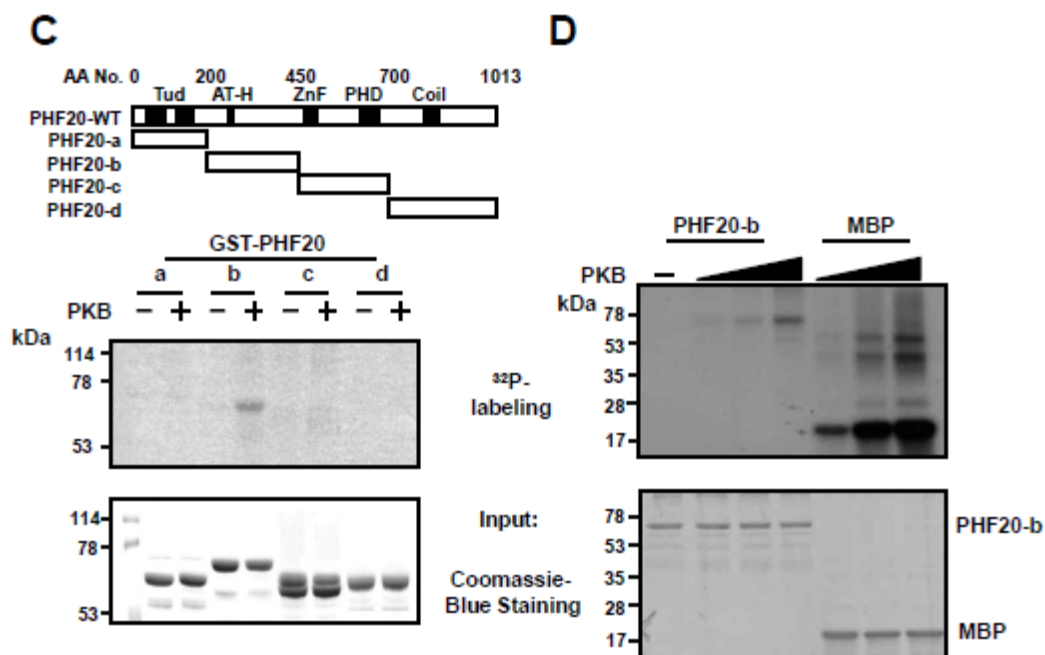 C
AA No. 0 200 450 700 1013
Tud AT-H ZnF PHD Coil
PHF20-WT
PHF20-a
PHF20-b
PHF20-c
PHF20-d
GST-PHF20
a b c d
PKB − + − + − + − +
kDa
114
78
53
32P-
labeling
114
78
53
Input:
Coomassie-
Blue Staining
D
PHF20-b MBP
PKB −
kDa
78
53
35
28
17
78
53
35
28
17
PHF20-b
MBP